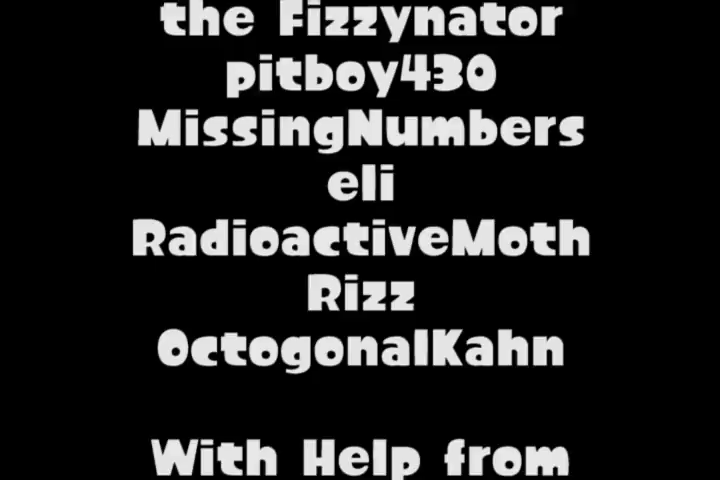 the Fizzynator
pitboy430
MissingNumbers
eli
RadioactiveMoth
Rizz
OctogonalKahn
With Help from